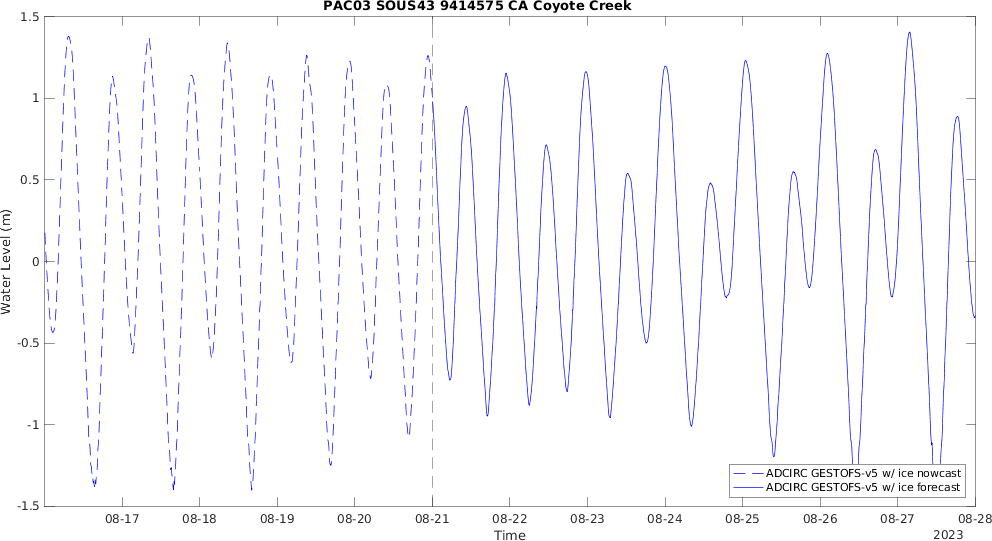 PAC03 SOUS43 9414575 CA Coyote Creek
1.5
1
0.5
0
-0.5
-1
-1.5
Water Level (m)
ADCIRC GESTOFS-v5 w/ ice nowcast
ADCIRC GESTOFS-v5 w/ ice forecast
08-17 08-18 08-19 08-20 08-21 08-22 08-23 08-24 08-25 08-26 08-27 08-28
Time
2023